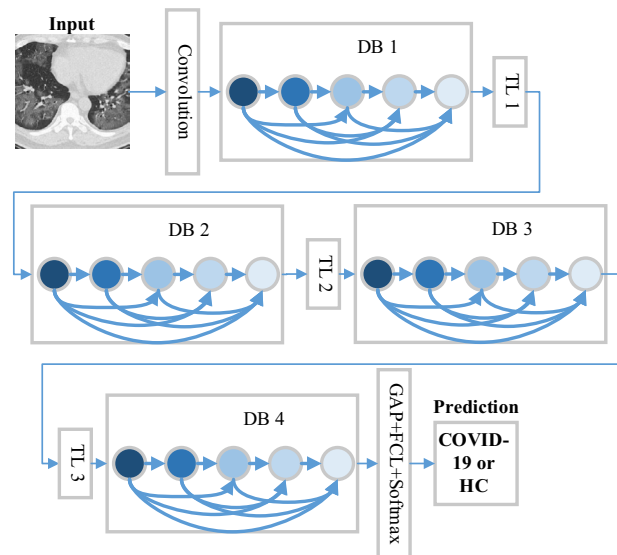 Input
Convolution
DB 1
TL 1
DB 2
TL 2
DB 3
TL 3
DB 4
GAP+FCL+Softmax
Prediction
COVID-
19 or
HC